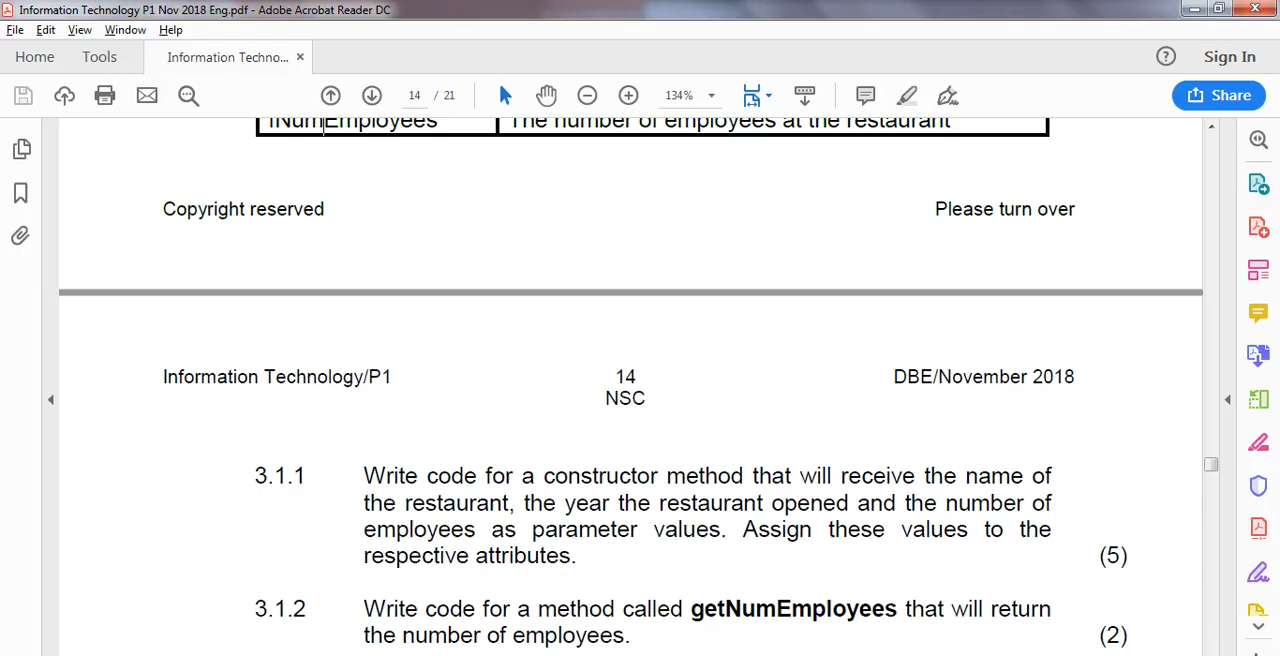 Information Technology P1 Nov 2018 Eng.pdf - Adobe Acrobat Reader DC
File Edit View Window Help
Home Tools Information Techno... × Sign In
14 / 21 134% Share
fNumEmployees The number of employees at the restaurant
Copyright reserved Please turn over
Information Technology/P1 14 DBE/November 2018
NSC
3.1.1 Write code for a constructor method that will receive the name of
the restaurant, the year the restaurant opened and the number of
employees as parameter values. Assign these values to the
respective attributes. (5)
3.1.2 Write code for a method called getNumEmployees that will return
the number of employees. (2)